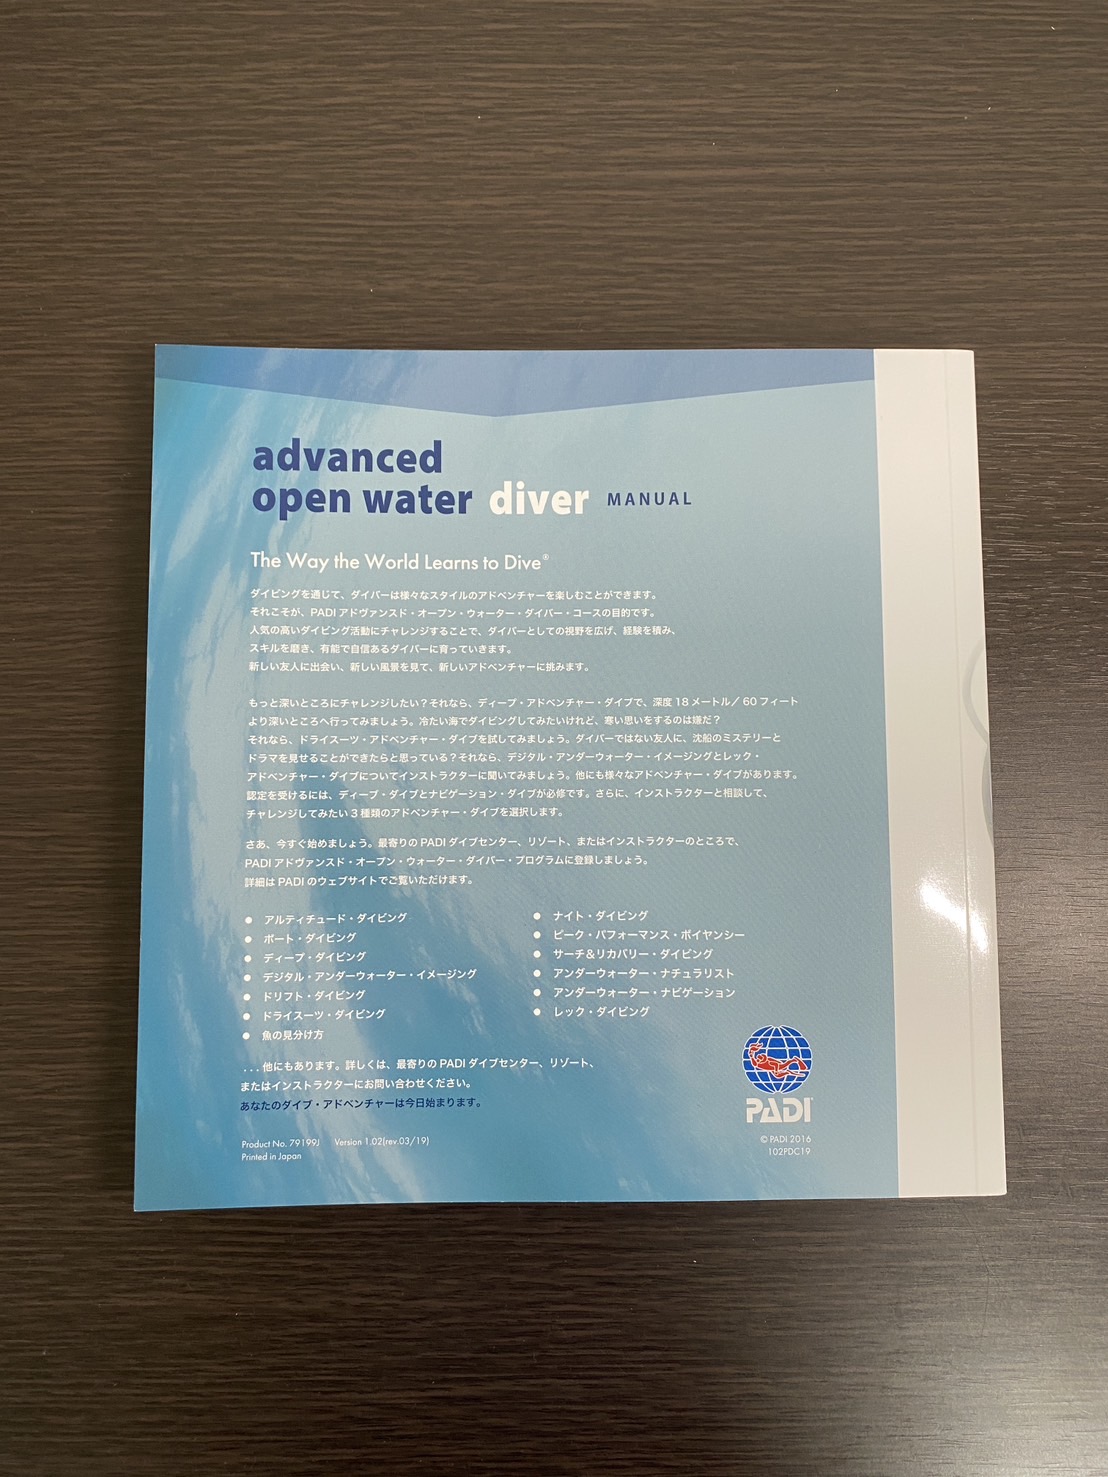 advanced
open water diver MANUAL
The Way the World Learns to Dive®
ダイビングを通じて、ダイバーは様々なスタイルのアドベンチャーを楽しむことができます。
それこそが、PADIアドヴァンスド・オープン・ウォーター・ダイバー・コースの目的です。
人気の高いダイビング活動にチャレンジすることで、ダイバーとしての視野を広げ、経験を積み、
スキルを磨き、有能で自信あるダイバーに育っていきます。
新しい友人に出会い、新しい風景を見て、新しいアドベンチャーに挑みます。
もっと深いところにチャレンジしたい？それなら、ディープ・アドベンチャー・ダイブで、深度18メートル／60フィート
より深いところへ行ってみましょう。冷たい海でダイビングしてみたいけれど、寒い思いをするのは嫌だ？
それなら、ドライスーツ・アドベンチャー・ダイブを試してみましょう。ダイバーではない友人に、沈船のミステリーと
ドラマを見せることができたらと思っている？それなら、デジタル・アンダーウォーター・イメージングとレック・
アドベンチャー・ダイブについてインストラクターに聞いてみましょう。他にも様々なアドベンチャー・ダイブがあります。
認定を受けるには、ディープ・ダイブとナビゲーション・ダイブが必修です。さらに、インストラクターと相談して、
チャレンジしてみたい3種類のアドベンチャー・ダイブを選択します。
さあ、今すぐ始めましょう。最寄りのPADIダイブセンター、リゾート、またはインストラクターのところで、
PADIアドヴァンスド・オープン・ウォーター・ダイバー・プログラムに登録しましょう。
詳細はPADIのウェブサイトでご覧いただけます。
● アルティチュード・ダイビング
● ボート・ダイビング
● ディープ・ダイビング
● デジタル・アンダーウォーター・イメージング
● ドリフト・ダイビング
● ドライスーツ・ダイビング
● 魚の見分け方
● ナイト・ダイビング
● ピーク・パフォーマンス・ボイヤンシー
● サーチ＆リカバリー・ダイビング
● アンダーウォーター・ナチュラリスト
● アンダーウォーター・ナビゲーション
● レック・ダイビング
...他にもあります。詳しくは、最寄りのPADIダイブセンター、リゾート、
またはインストラクターにお問い合わせください。
あなたのダイブ・アドベンチャーは今日始まります。
Product No. 79199J Version 1.02(rev.03/19)
Printed in Japan
PADI
© PADI 2016
102PDC19